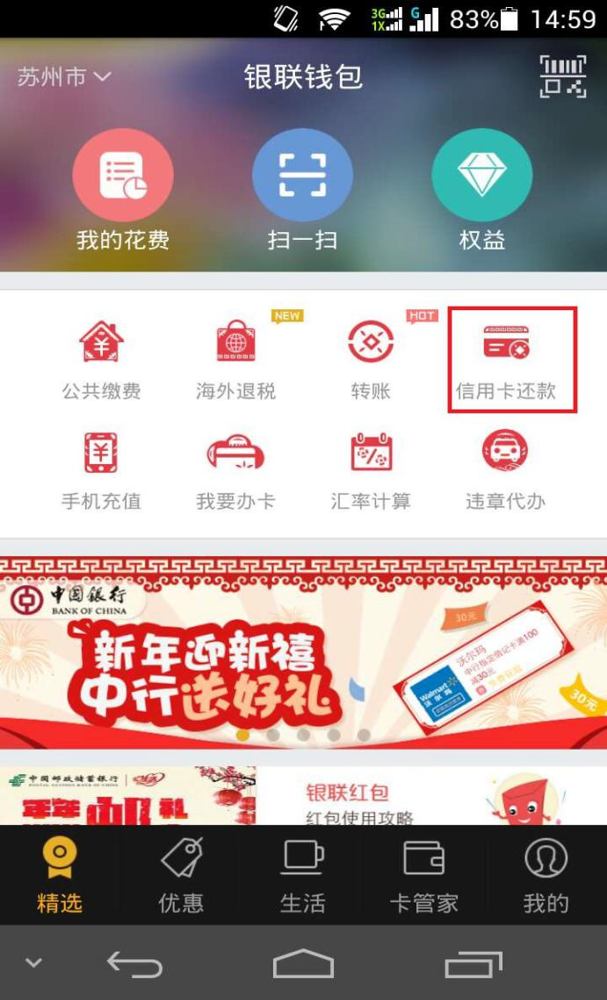 3G 1X G 83% 14:59
苏州市 银联钱包
我的花费 扫一扫 权益
NEW HOT
公共缴费 海外退税 转账 信用卡还款
手机充值 我要办卡 汇率计算 违章代办
中国银行
BANK OF CHINA
新年迎新禧
中行送好礼
30元
沃尔玛
中行指定借记卡满100
减30元
Walmart
沃尔玛
30元
中国邮政储蓄银行
POSTAL SAVINGS BANK OF CHINA
银联红包
红包使用攻略
精选 优惠 生活 卡管家 我的